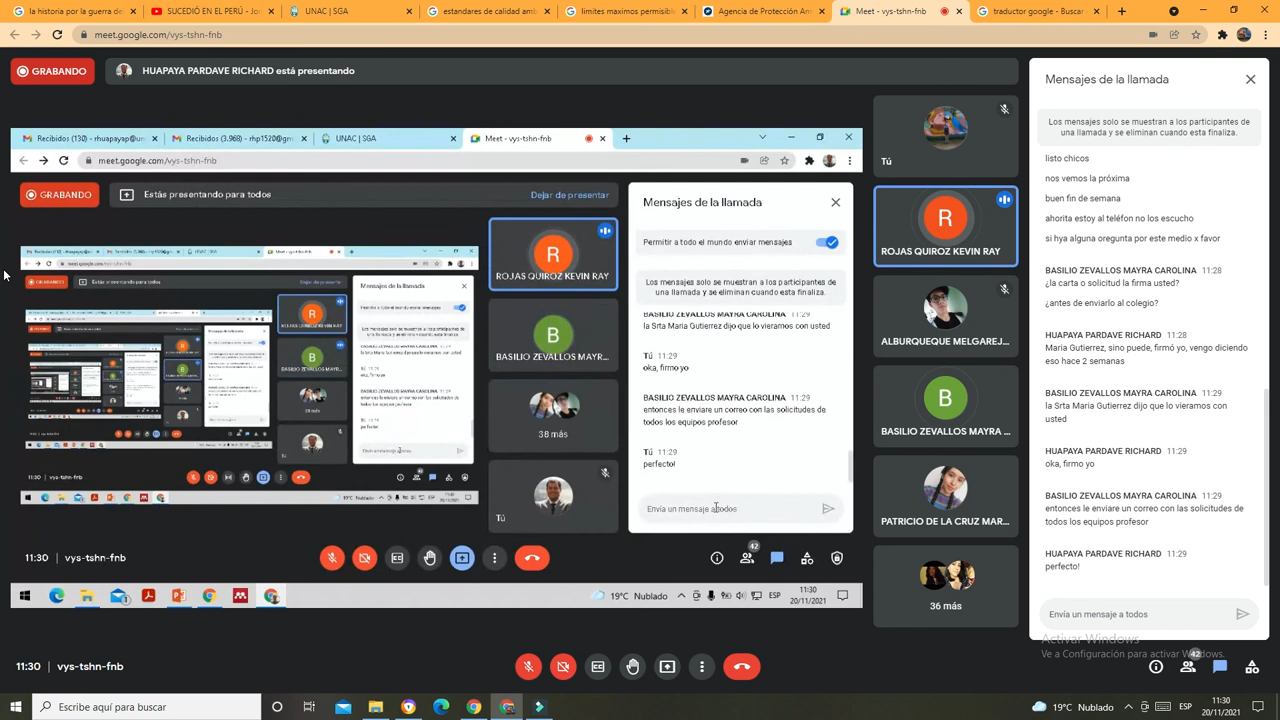 la historia por la guerra de
SUCEDIÓ EN EL PERÚ - Jo
UNAC | SGA
estandares de calidad amb
limites maximos permisible
Agencia de Protección Am
Meet - vys-tshn-fnb
traductor google - Buscar
meet.google.com/vys-tshn-fnb
GRABANDO
HUAPAYA PARDAVE RICHARD está presentando
Recibidos (130) - rhuapayap@un
Recibidos (3.968) - rhp1520@gm
UNAC | SGA
Meet - vys-tshn-fnb
meet.google.com/vys-tshn-fnb
GRABANDO
Estás presentando para todos
Dejar de presentar
ROJAS QUIROZ KEVIN RAY
BASILIO ZEVALLOS MAYR...
38 más
Tú
Mensajes de la llamada
Permitir a todo el mundo enviar mensajes
Los mensajes solo se muestran a los participantes de
una llamada y se eliminan cuando esta finaliza.
BASILIO ZEVALLOS MAYRA CAROLINA 11:29
la Srta Maria Gutierrez dijo que lo vieramos con usted
Tú 11:29
oka, firmo yo
BASILIO ZEVALLOS MAYRA CAROLINA 11:29
entonces le enviare un correo con las solicitudes de
todos los equipos profesor
Tú 11:29
perfecto!
Envía un mensaje a todos
11:30 vys-tshn-fnb
42
19°C Nublado
ESP
11:30
20/11/2021
Tú
ROJAS QUIROZ KEVIN RAY
ALBURQUEQUE MELGAREJ...
BASILIO ZEVALLOS MAYRA ...
PATRICIO DE LA CRUZ MAR...
36 más
Mensajes de la llamada
Los mensajes solo se muestran a los participantes de
una llamada y se eliminan cuando esta finaliza.
listo chicos
nos vemos la próxima
buen fin de semana
ahorita estoy al teléfon no los escucho
si hya alguna oregunta por este medio x favor
BASILIO ZEVALLOS MAYRA CAROLINA 11:28
¿la carta o solicitud la firma usted?
¿antes de enviarlo al colegio?
HUAPAYA PARDAVE RICHARD 11:28
Maria Gutierrez, sino puede, firmó yo, vengo diciendo
eso hace 2 semanas
BASILIO ZEVALLOS MAYRA CAROLINA 11:29
la Srta Maria Gutierrez dijo que lo vieramos con
usted
HUAPAYA PARDAVE RICHARD 11:29
oka, firmo yo
BASILIO ZEVALLOS MAYRA CAROLINA 11:29
entonces le enviare un correo con las solicitudes de
todos los equipos profesor
HUAPAYA PARDAVE RICHARD 11:29
perfecto!
Envía un mensaje a todos
Activar Windows
Ve a Configuración para activar Windows.
11:30 vys-tshn-fnb
42
Escribe aquí para buscar
19°C Nublado
ESP
11:30
20/11/2021